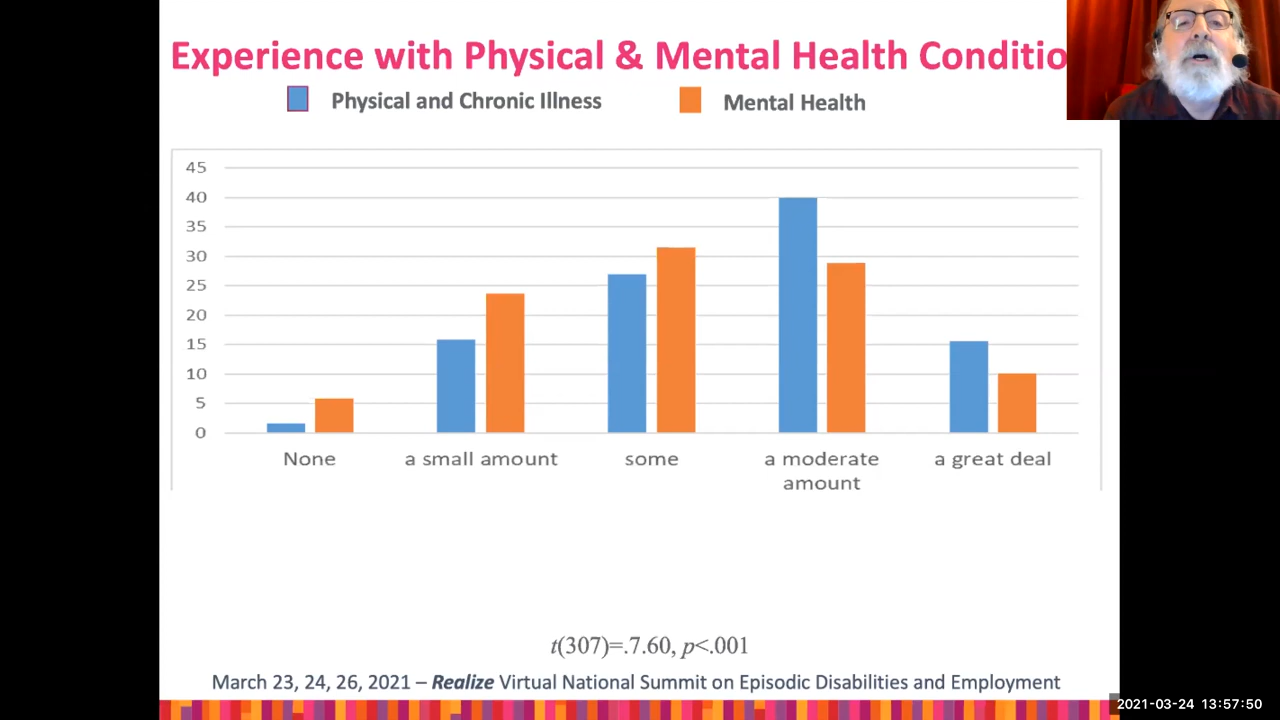 Experience with Physical & Mental Health Conditio
Physical and Chronic Illness
Mental Health
45
40
35
30
25
20
15
10
5
0
None
a small amount
some
a moderate
amount
a great deal
t(307)=.7.60, p<.001
March 23, 24, 26, 2021 – Realize Virtual National Summit on Episodic Disabilities and Employment
2021-03-24 13:57:50